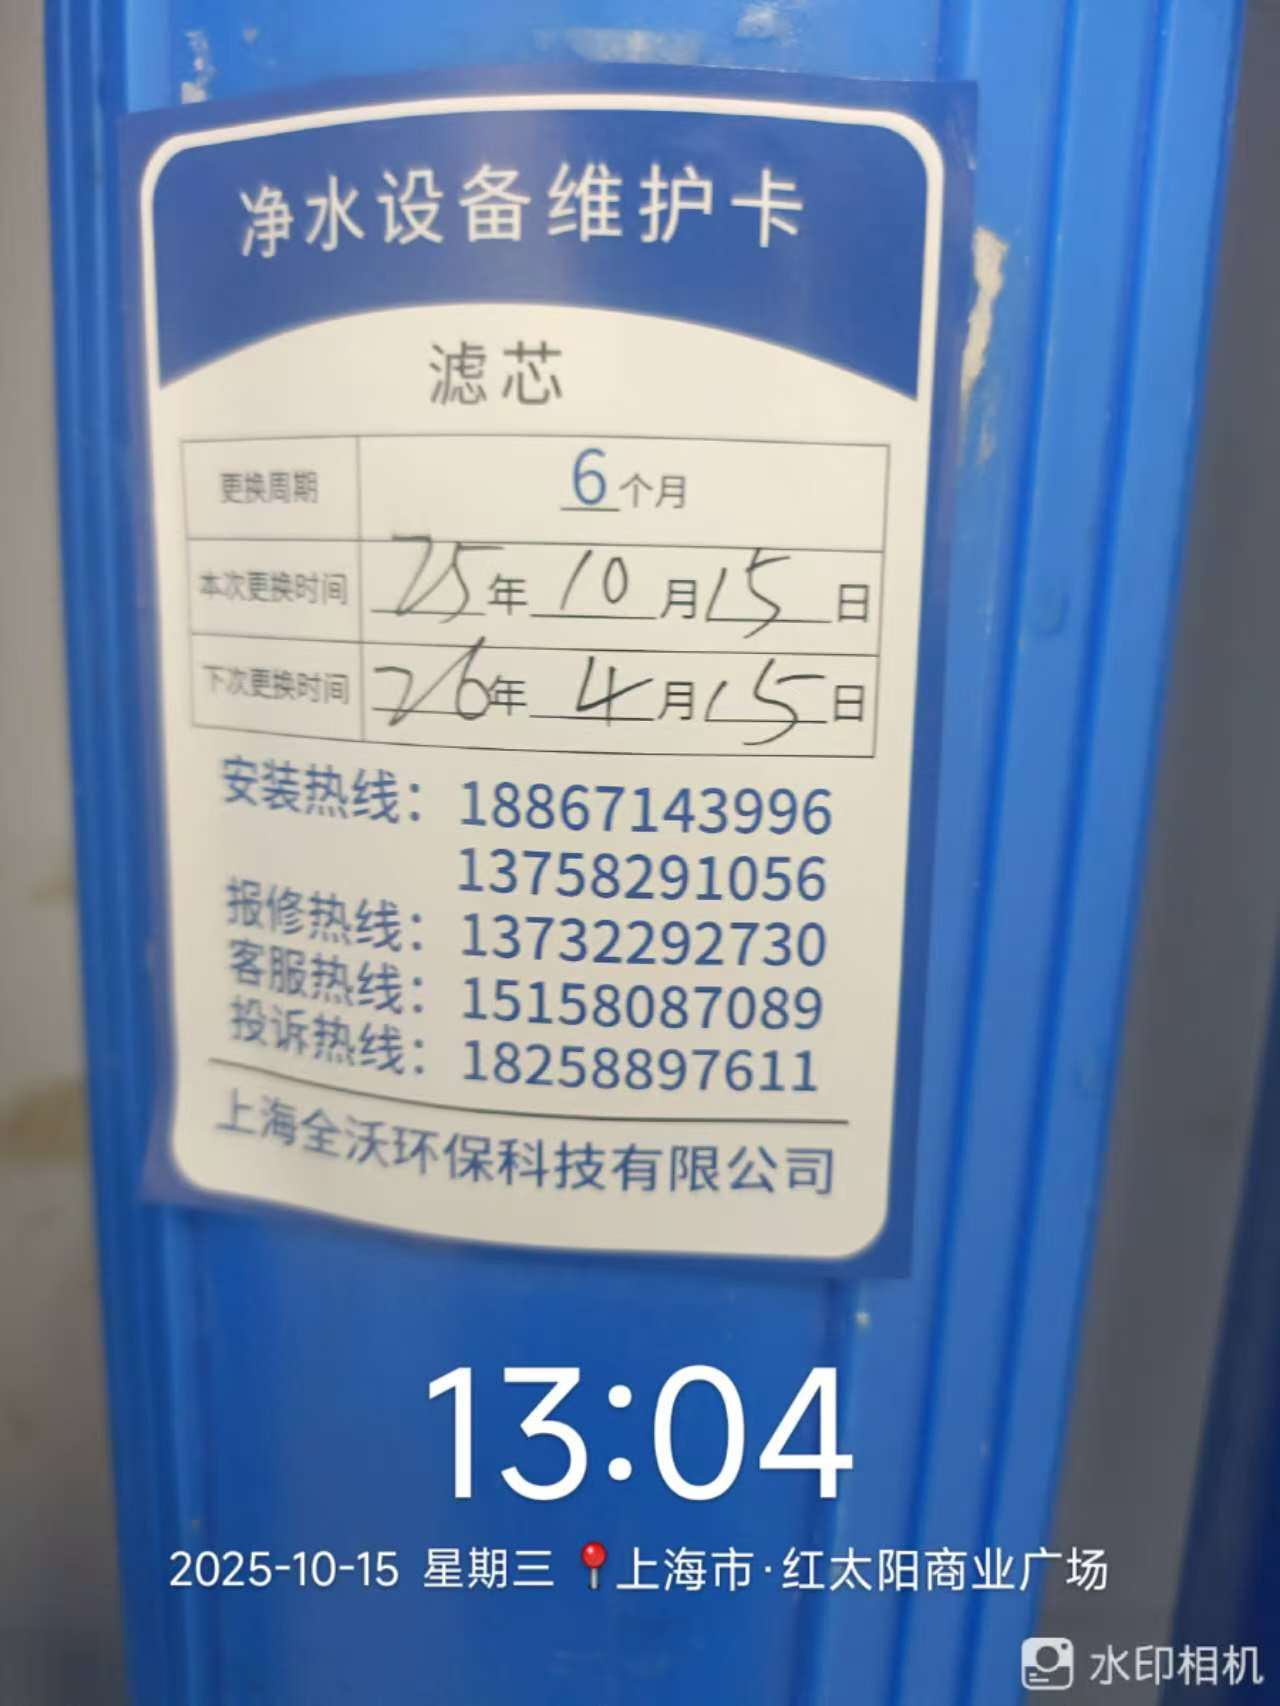 净水设备维护卡
滤芯
更换周期 6个月
本次更换时间 25年10月15日
下次更换时间 26年4月15日
安装热线：18867143996
13758291056
报修热线：13732292730
客服热线：15158087089
投诉热线：18258897611
上海全沃环保科技有限公司
13:04
2025-10-15 星期三 上海市·红太阳商业广场
水印相机